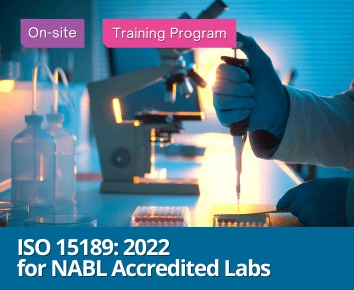 On-site
Training Program
ISO 15189: 2022
for NABL Accredited Labs